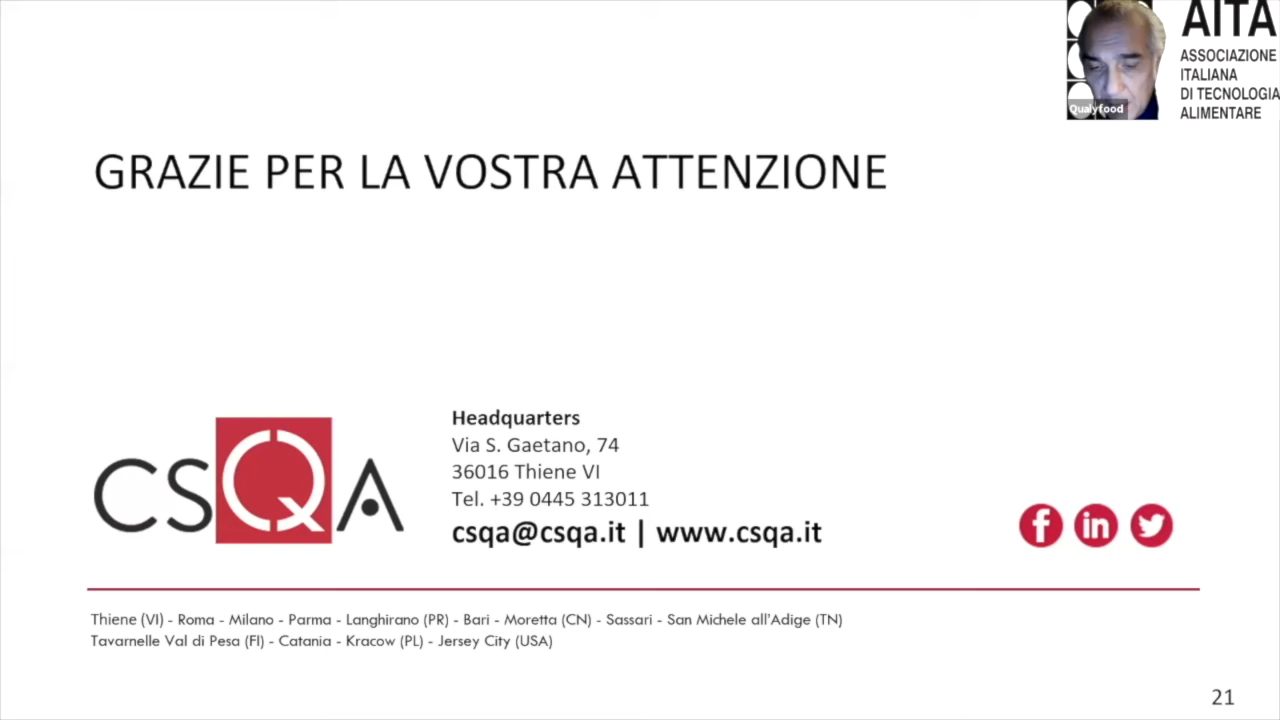 AITA
ASSOCIAZIONE
ITALIANA
DI TECNOLOGIA
ALIMENTARE
Qualyfood
GRAZIE PER LA VOSTRA ATTENZIONE
CSQA
Headquarters
Via S. Gaetano, 74
36016 Thiene VI
Tel. +39 0445 313011
csqa@csqa.it | www.csqa.it
f in
Thiene (VI) - Roma - Milano - Parma - Langhirano (PR) - Bari - Moretta (CN) - Sassari - San Michele all'Adige (TN)
Tavarnelle Val di Pesa (FI) - Catania - Kracow (PL) - Jersey City (USA)
21